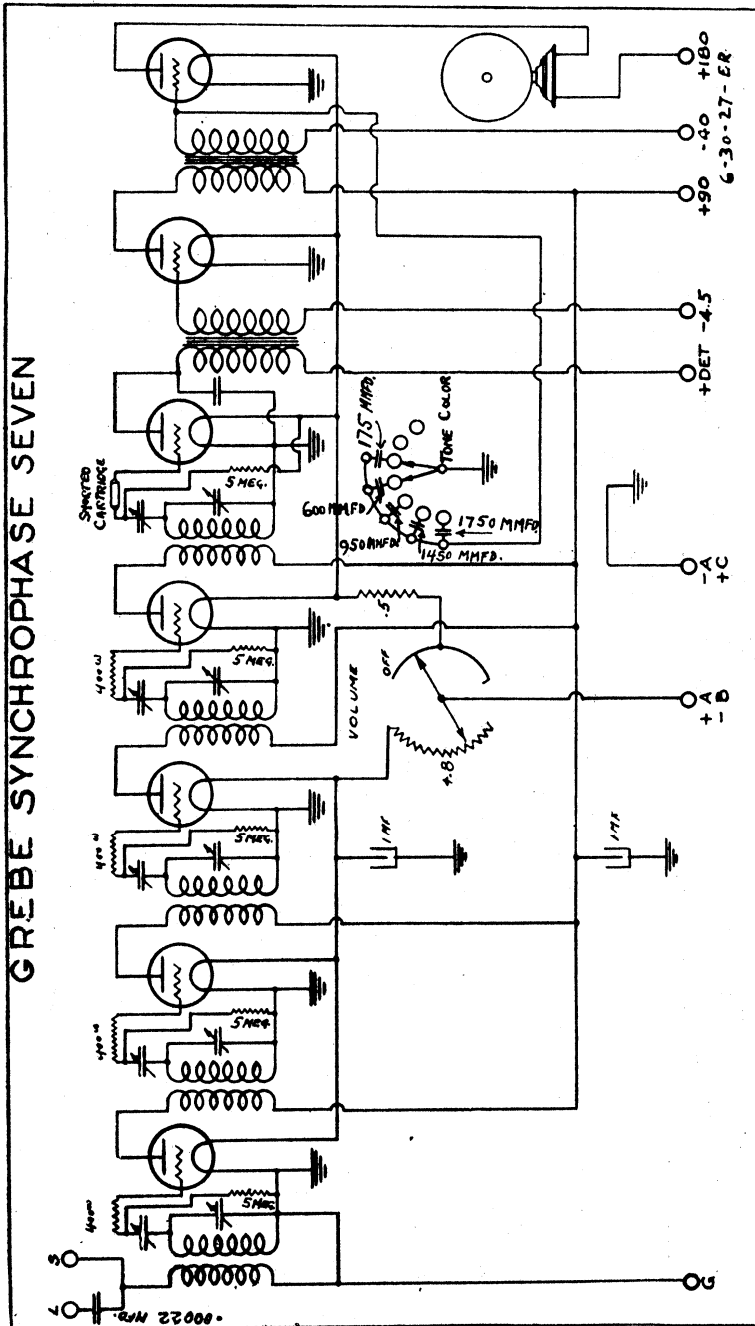 GREBE SYNCHROPHASE SEVEN
L
S
.00022 MFD.
400ω
5 MEG.
400ω
5 MEG
400ω
5 MEG.
400ω
5 MEG.
SHORTED
CARTRIDGE
5 MEG.
175 MMFD.
600 MMFD.
950 MMFD.
1450 MMFD.
1750 MMFD.
TONE COLOR
.5
VOLUME
OFF
4.8
1 MF
1 MF
G
+A
-B
-A
+C
+DET
-4.5
+90
-40
+180
6-30-27-ER.